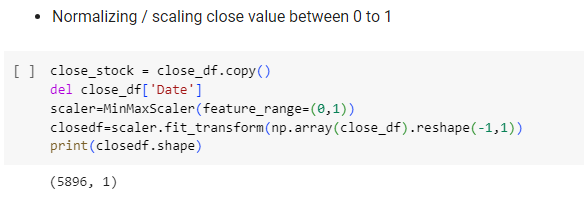 • Normalizing / scaling close value between 0 to 1
[ ] close_stock = close_df.copy()
del close_df['Date']
scaler=MinMaxScaler(feature_range=(0,1))
closedf=scaler.fit_transform(np.array(close_df).reshape(-1,1))
print(closedf.shape)
(5896, 1)